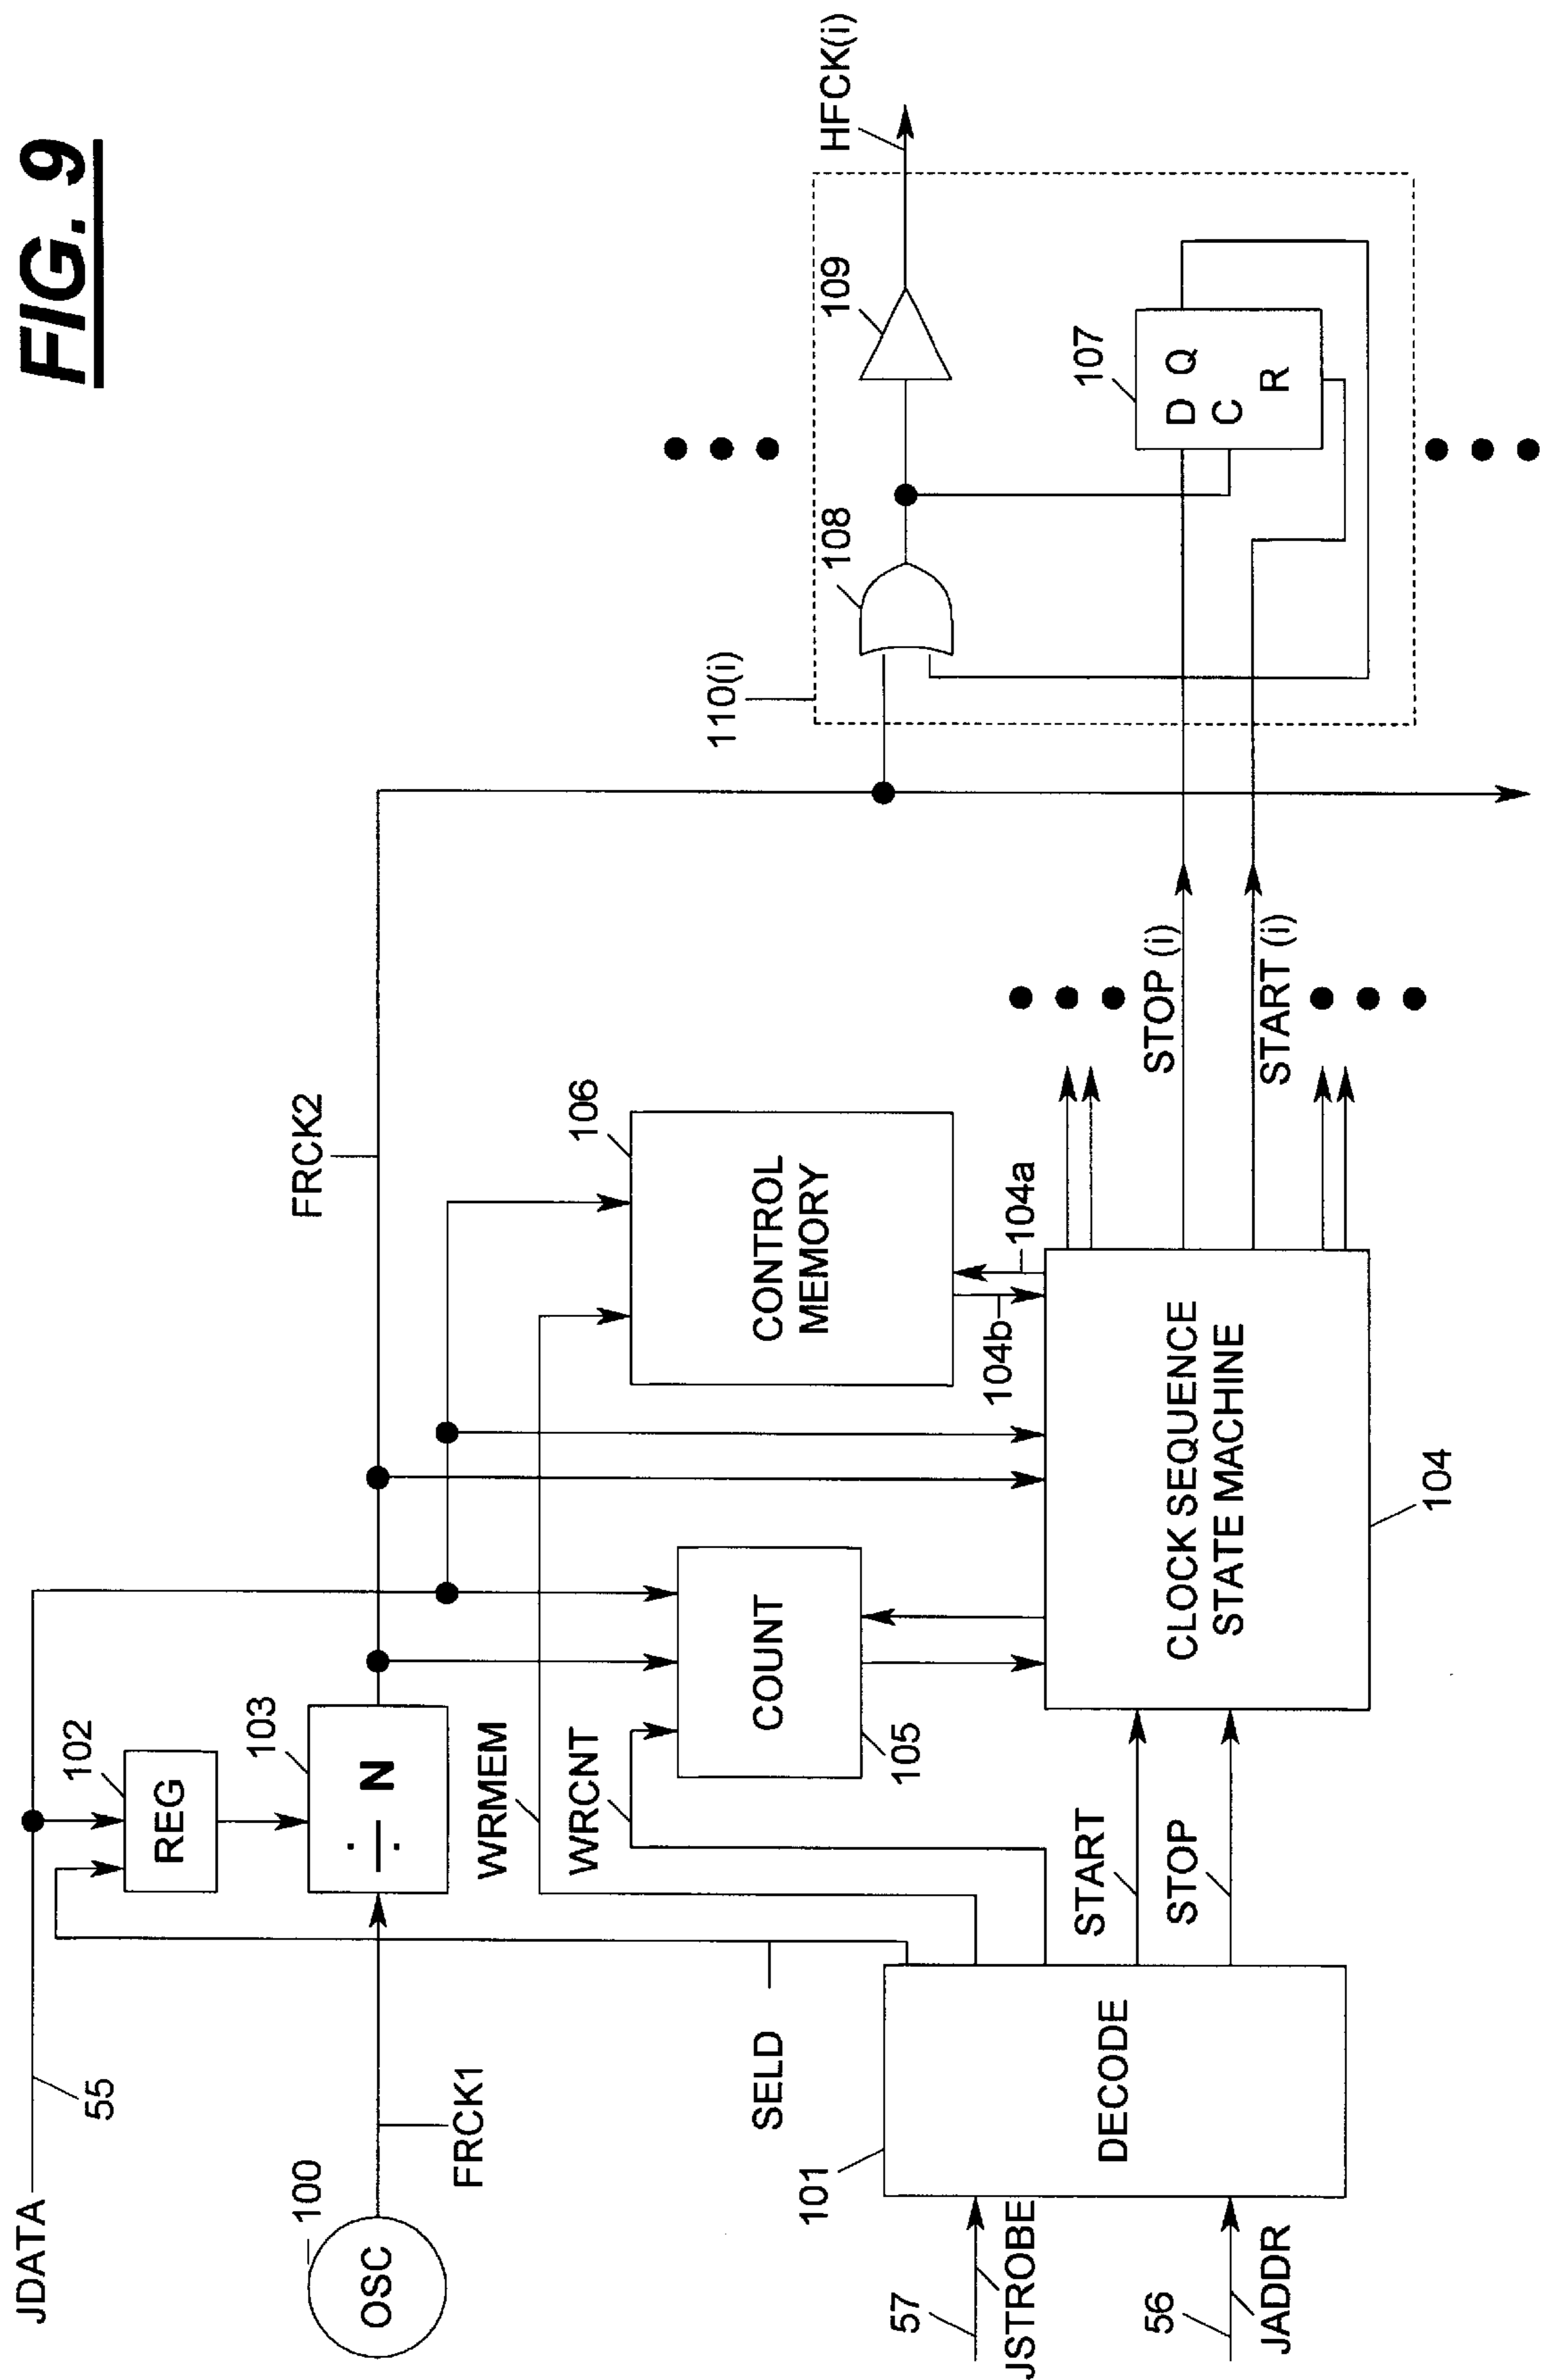 FIG. 9
JDATA
55
102
REG
OSC
100
FRCK1
103
÷ N
FRCK2
WRMEM
WRCNT
SELD
COUNT
105
106
CONTROL
MEMORY
104a
104b
57
JSTROBE
56
JADDR
101
DECODE
START
STOP
CLOCK SEQUENCE
STATE MACHINE
104
STOP (i)
START (i)
110(i)
108
109
HFCK(i)
107
D Q
C
R